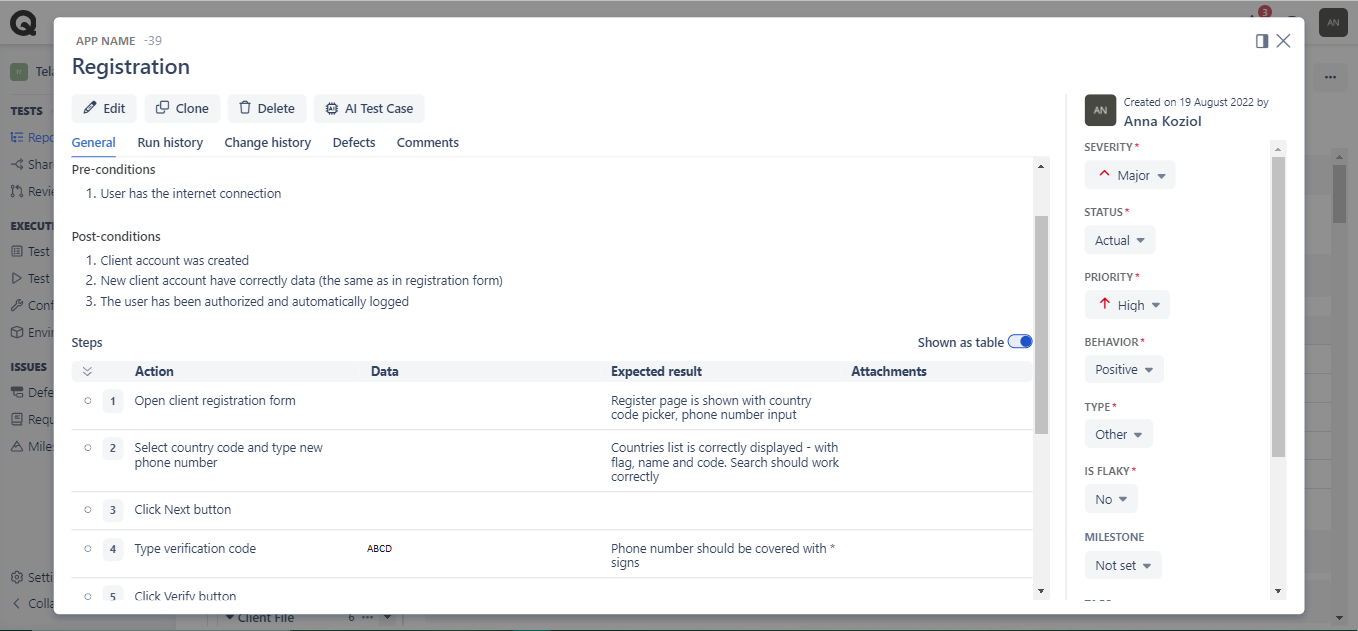 APP NAME -39
3
AN
Registration
Edit
Clone
Delete
AI Test Case
General
Run history
Change history
Defects
Comments
Pre-conditions
1. User has the internet connection
Post-conditions
1. Client account was created
2. New client account have correctly data (the same as in registration form)
3. The user has been authorized and automatically logged
Steps
Shown as table
Action Data Expected result Attachments
1 Open client registration form
Register page is shown with country
code picker, phone number input
2 Select country code and type new
phone number
Countries list is correctly displayed - with
flag, name and code. Search should work
correctly
3 Click Next button
4 Type verification code
ABCD
Phone number should be covered with *
signs
5 Click Verify button
AN
Created on 19 August 2022 by
Anna Koziol
SEVERITY*
Major
STATUS*
Actual
PRIORITY*
High
BEHAVIOR*
Positive
TYPE*
Other
IS FLAKY*
No
MILESTONE
Not set
TESTS
Test
Test
ISSUES
Client File
6